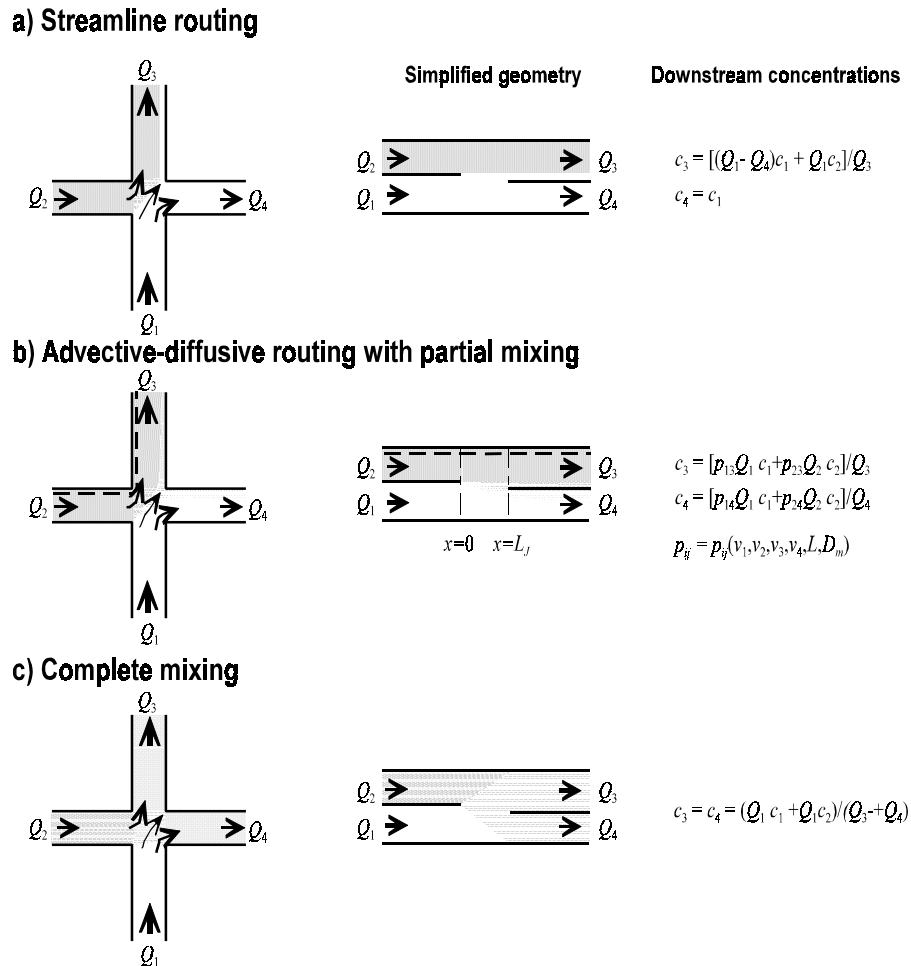 a) Streamline routing
Q3
Simplified geometry
Downstream concentrations
Q2
Q4
Q1
Q2
Q3
Q1
Q4
c3 = [(Q1- Q4)c1 + Q1c2]/Q3
c4 = c1
b) Advective-diffusive routing with partial mixing
Q3
Q2
Q4
Q1
Q2
Q3
Q1
Q4
x=0 x=LJ
c3 = [p13Q1 c1+p23Q2 c2]/Q3
c4 = [p14Q1 c1+p24Q2 c2]/Q4
pij = pij(v1,v2,v3,v4,L,Dm)
c) Complete mixing
Q3
Q2
Q4
Q1
Q2
Q3
Q1
Q4
c3 = c4 = (Q1 c1 +Q1c2)/(Q3-+Q4)